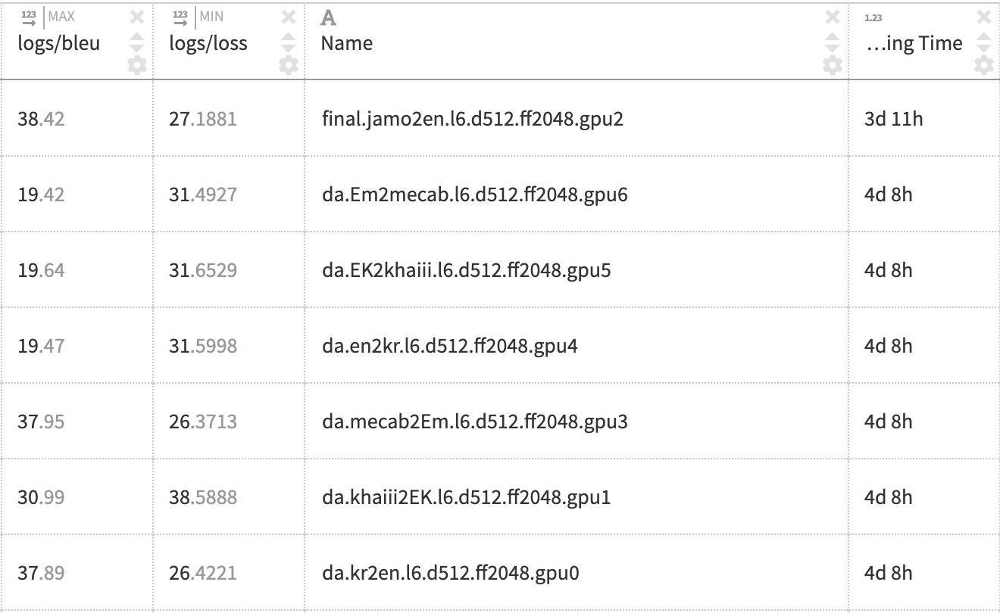 123 MAX 123 MIN A 1.23
logs/bleu logs/loss Name …ing Time
38.42 27.1881 final.jamo2en.l6.d512.ff2048.gpu2 3d 11h
19.42 31.4927 da.Em2mecab.l6.d512.ff2048.gpu6 4d 8h
19.64 31.6529 da.EK2khaiii.l6.d512.ff2048.gpu5 4d 8h
19.47 31.5998 da.en2kr.l6.d512.ff2048.gpu4 4d 8h
37.95 26.3713 da.mecab2Em.l6.d512.ff2048.gpu3 4d 8h
30.99 38.5888 da.khaiii2EK.l6.d512.ff2048.gpu1 4d 8h
37.89 26.4221 da.kr2en.l6.d512.ff2048.gpu0 4d 8h